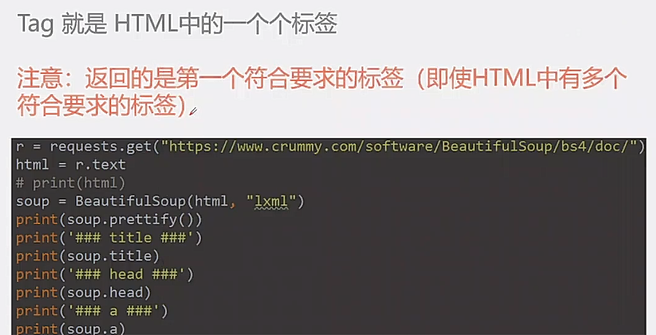 Tag 就是 HTML中的一个个标签
注意：返回的是第一个符合要求的标签（即使HTML中有多个
符合要求的标签）
r = requests.get("https://www.crummy.com/software/BeautifulSoup/bs4/doc/")
html = r.text
# print(html)
soup = BeautifulSoup(html, "lxml")
print(soup.prettify())
print('### title ###')
print(soup.title)
print('### head ###')
print(soup.head)
print('### a ###')
print(soup.a)